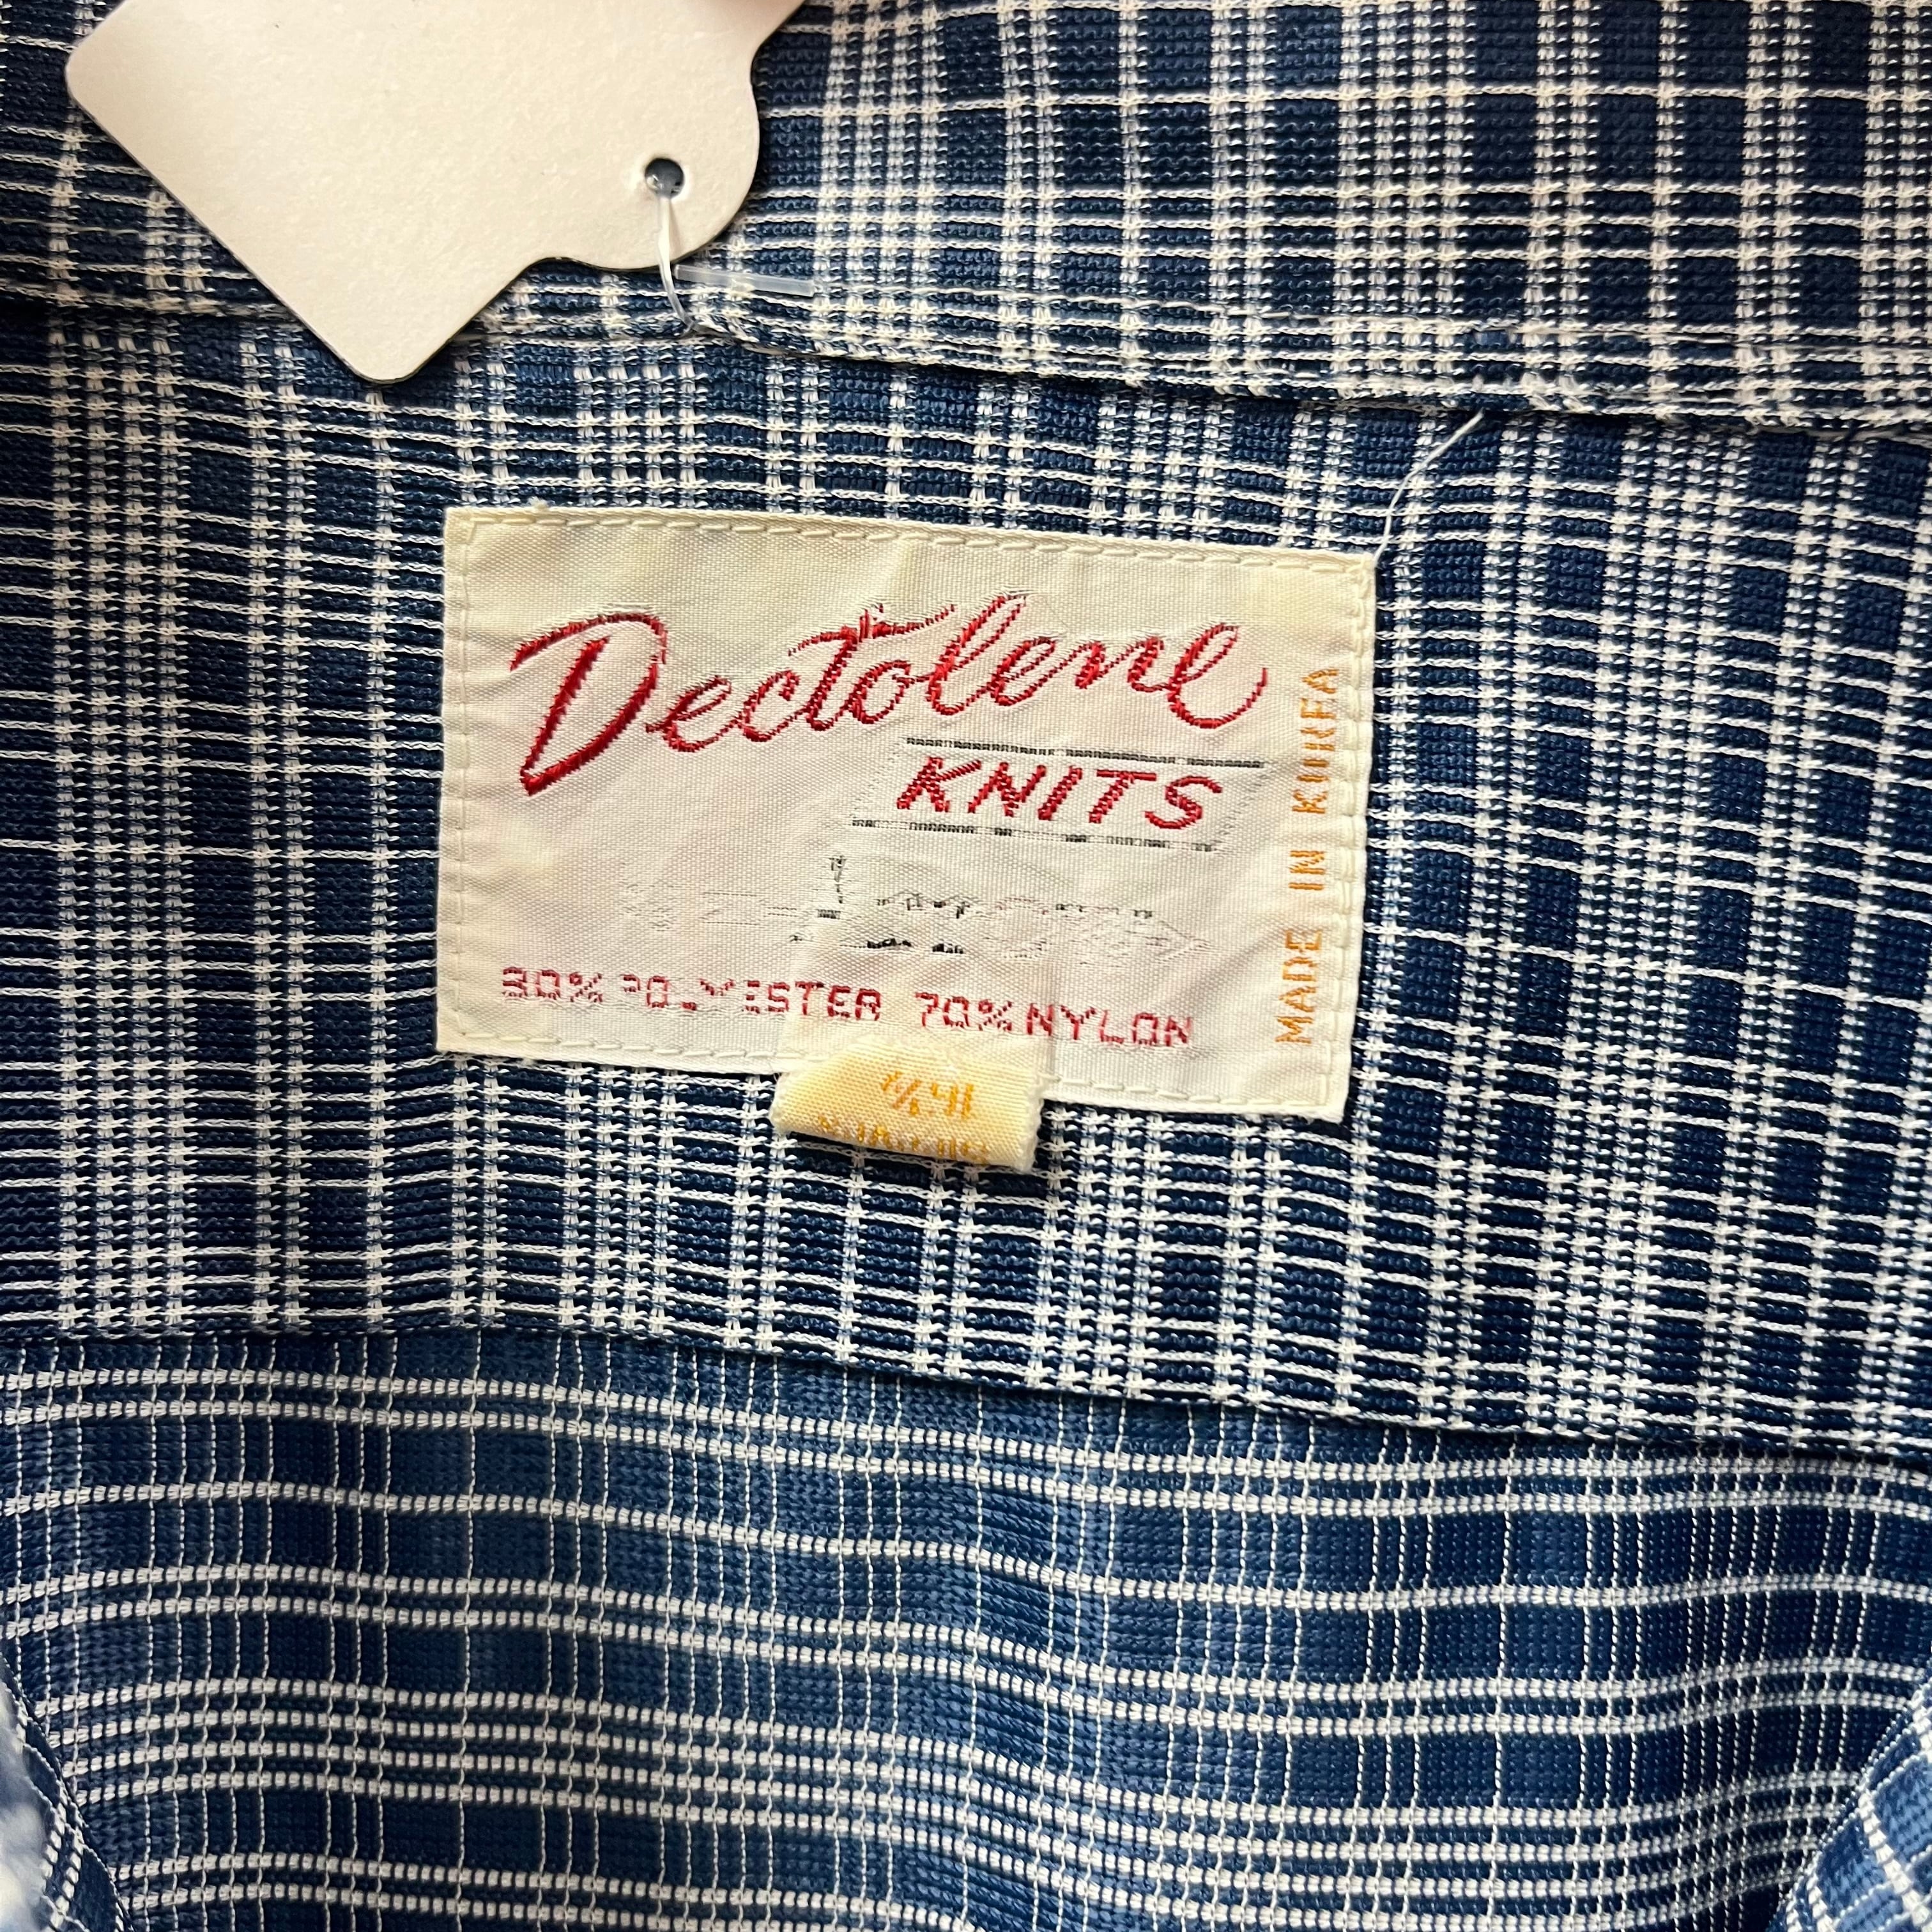 Dectolene
KNITS
30% POLYESTER 70% NYLON
MADE IN KOREA